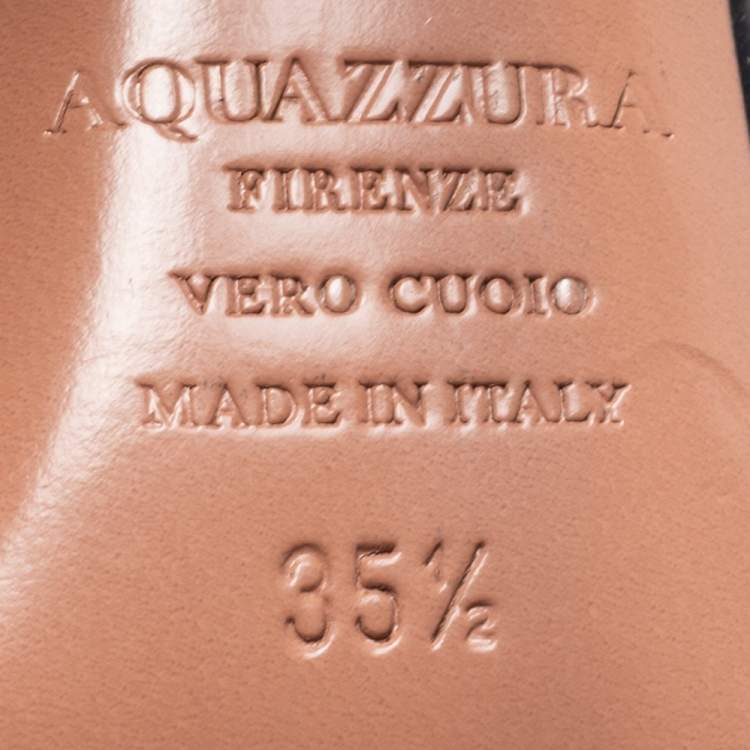 AQUAZZURA
FIRENZE
VERO CUOIO
MADE IN ITALY
35½